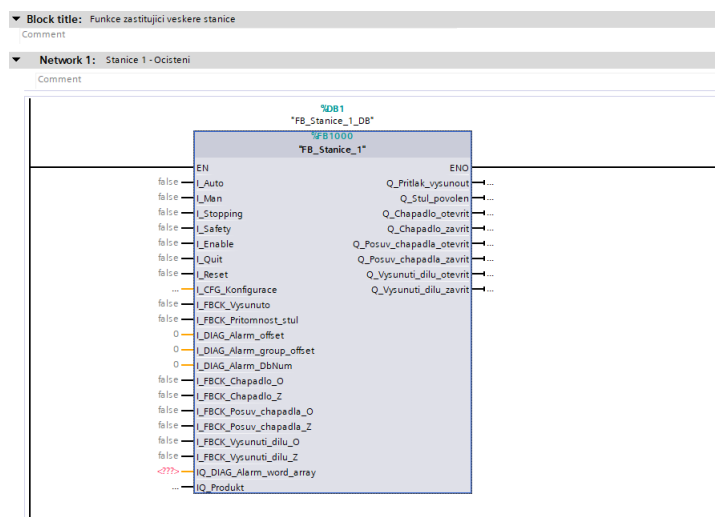 Block title: Funkce zastitujici veskere stanice
Comment
Network 1: Stanice 1 - Ocisteni
Comment
%DB1
"FB_Stanice_1_DB"
%FB1000
"FB_Stanice_1"
EN ENO
false I_Auto Q_Pritlak_vysunout ...
false I_Man Q_Stul_povolen ...
false I_Stopping Q_Chapadlo_otevrit ...
false I_Safety Q_Chapadlo_zavrit ...
false I_Enable Q_Posuv_chapadla_otevrit ...
false I_Quit Q_Posuv_chapadla_zavrit ...
false I_Reset Q_Vysunuti_dilu_otevrit ...
... I_CFG_Konfigurace Q_Vysunuti_dilu_zavrit ...
false I_FBCK_Vysunuto
false I_FBCK_Pritomnost_stul
0 I_DIAG_Alarm_offset
0 I_DIAG_Alarm_group_offset
0 I_DIAG_Alarm_DbNum
false I_FBCK_Chapadlo_O
false I_FBCK_Chapadlo_Z
false I_FBCK_Posuv_chapadla_O
false I_FBCK_Posuv_chapadla_Z
false I_FBCK_Vysunuti_dilu_O
false I_FBCK_Vysunuti_dilu_Z
<???> IQ_DIAG_Alarm_word_array
... IQ_Produkt